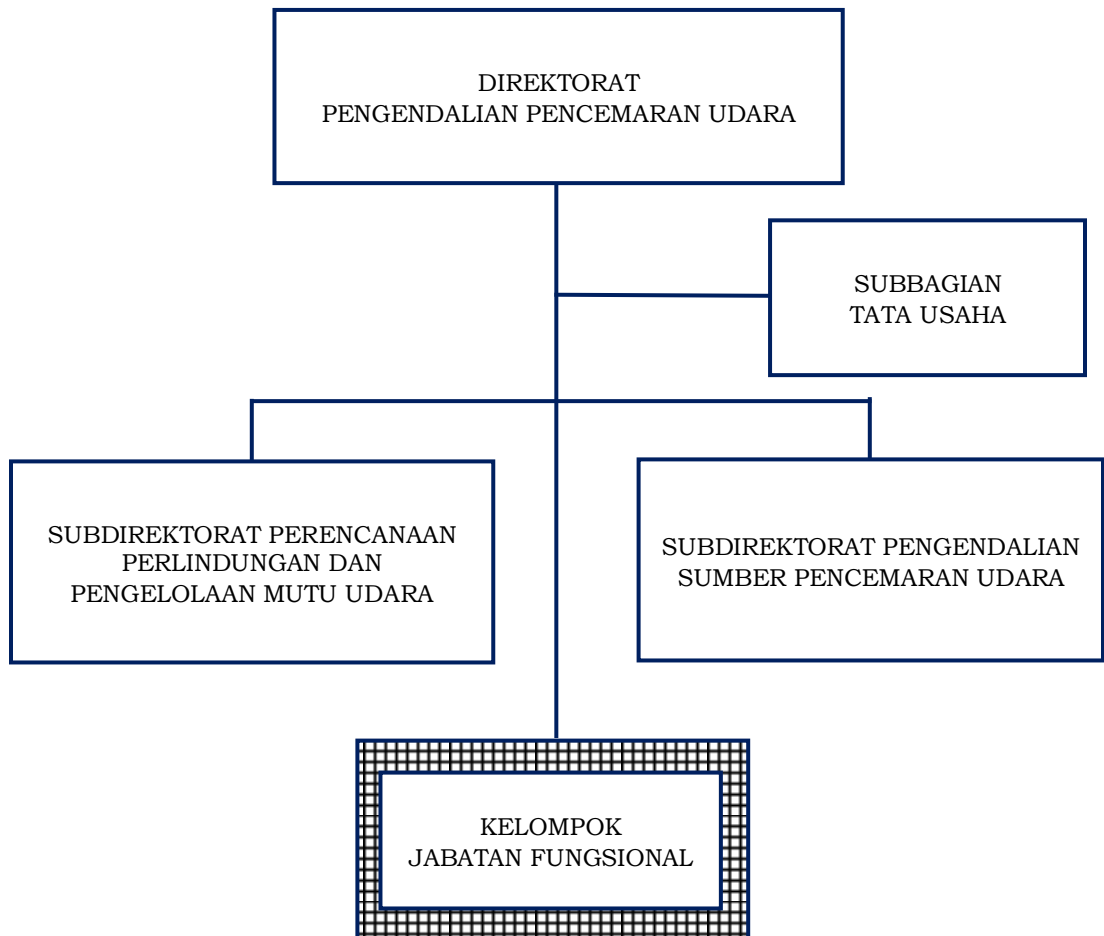 DIREKTORAT
PENGENDALIAN PENCEMARAN UDARA
SUBBAGIAN
TATA USAHA
SUBDIREKTORAT PERENCANAAN
PERLINDUNGAN DAN
PENGELOLAAN MUTU UDARA
SUBDIREKTORAT PENGENDALIAN
SUMBER PENCEMARAN UDARA
KELOMPOK
JABATAN FUNGSIONAL